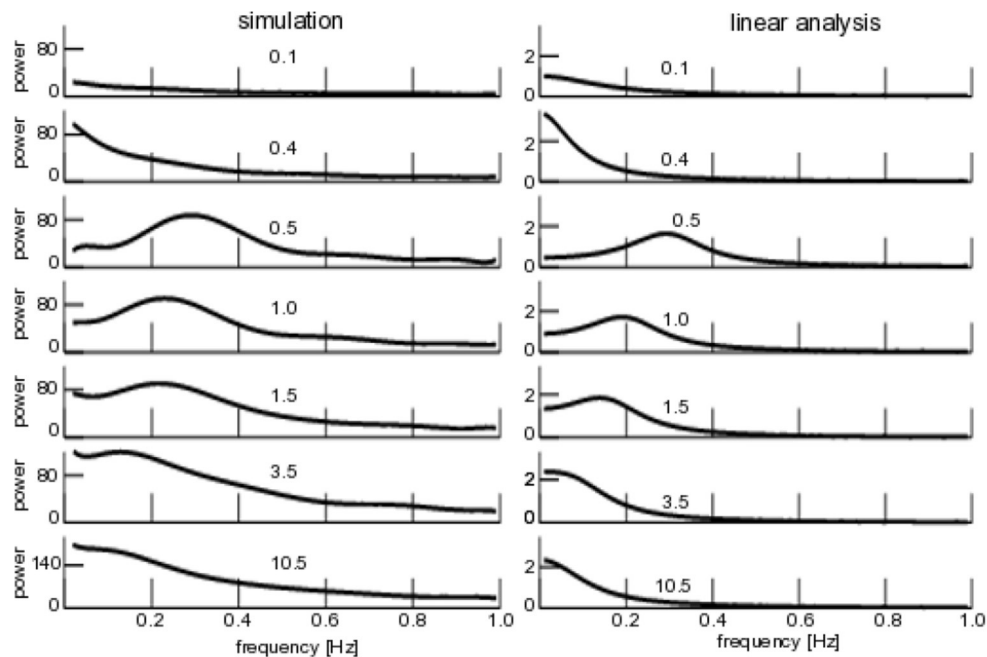 simulation linear analysis
power 80 0 0.1 2 0 0.1
power 80 0 0.4 2 0 0.4
power 80 0 0.5 2 0 0.5
power 80 0 1.0 2 0 1.0
power 80 0 1.5 2 0 1.5
power 80 0 3.5 2 0 3.5
power 140 0 10.5 2 0 10.5
0.2 0.4 0.6 0.8 1.0 0.2 0.4 0.6 0.8 1.0
frequency [Hz] frequency [Hz]